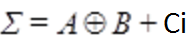 Σ = A ⊕ B + Ci